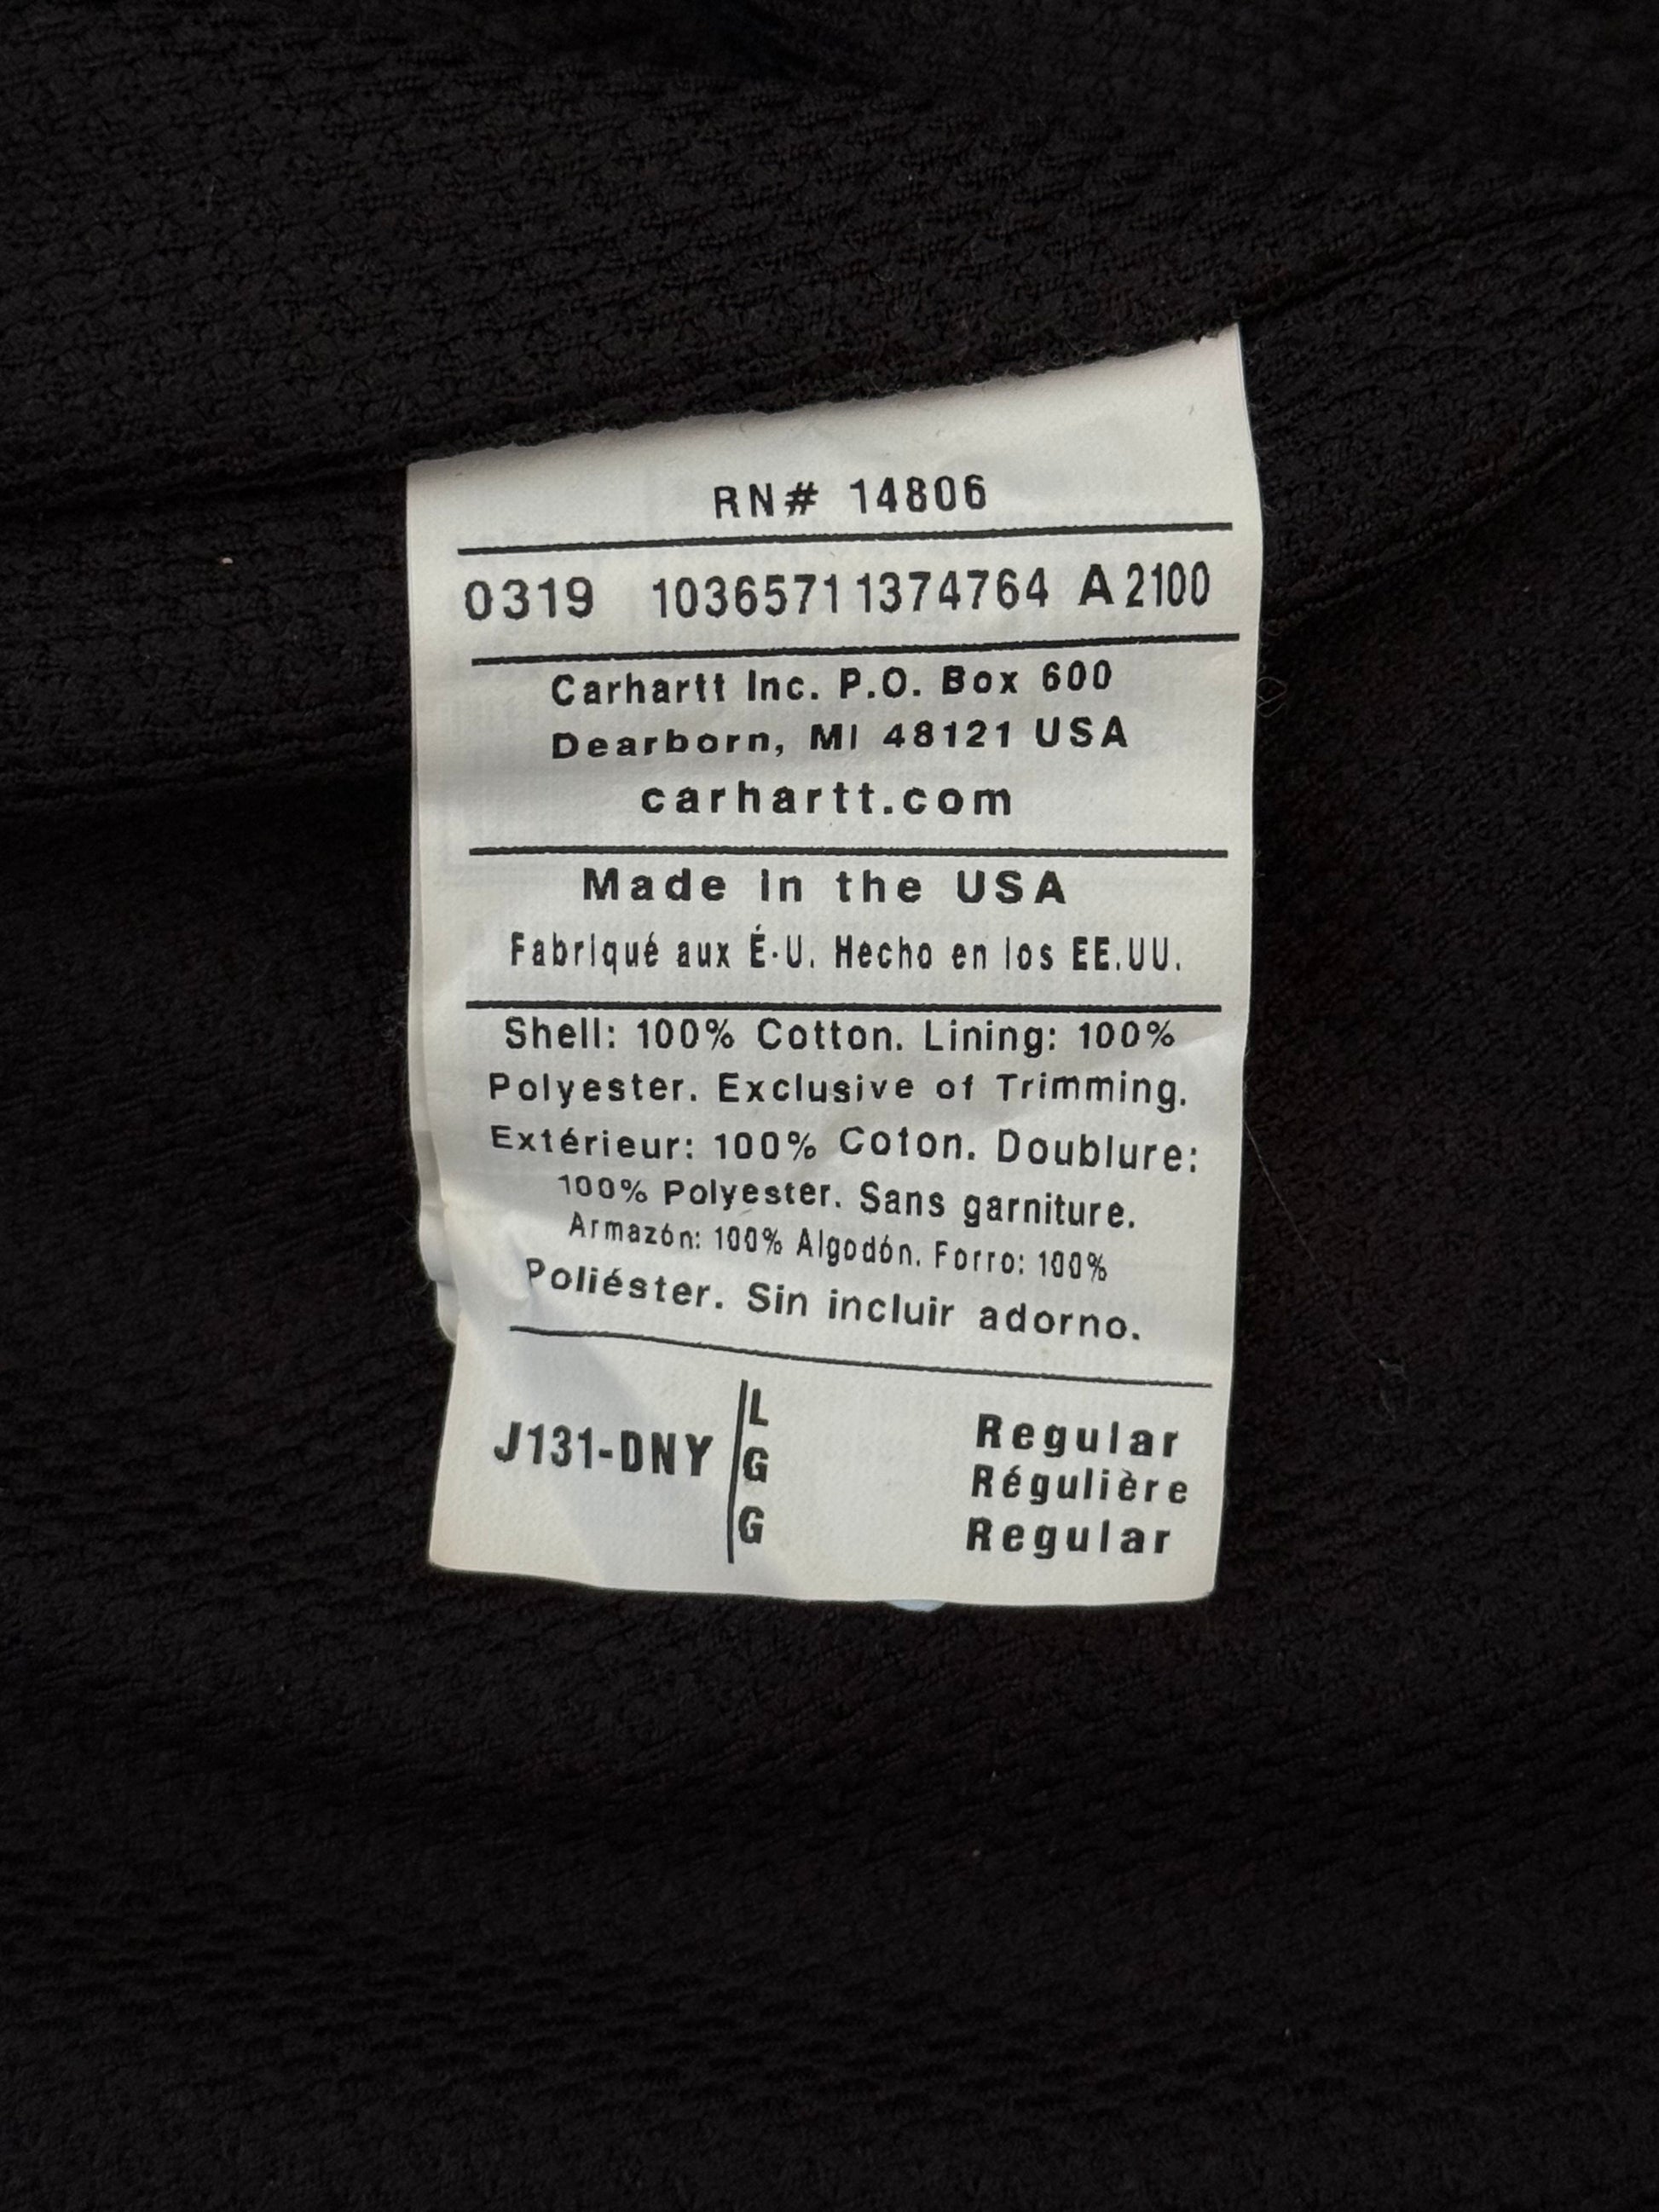 RN# 14806
0319 10365711374764 A 2100
Carhartt Inc. P.O. Box 600
Dearborn, MI 48121 USA
carhartt.com
Made in the USA
Fabriqué aux É-U. Hecho en los EE.UU.
Shell: 100% Cotton. Lining: 100%
Polyester. Exclusive of Trimming.
Extérieur: 100% Coton. Doublure:
100% Polyester. Sans garniture.
Armazón: 100% Algodón. Forro: 100%
Poliéster. Sin incluir adorno.
J131-DNY
L Regular
G Régulière
G Regular